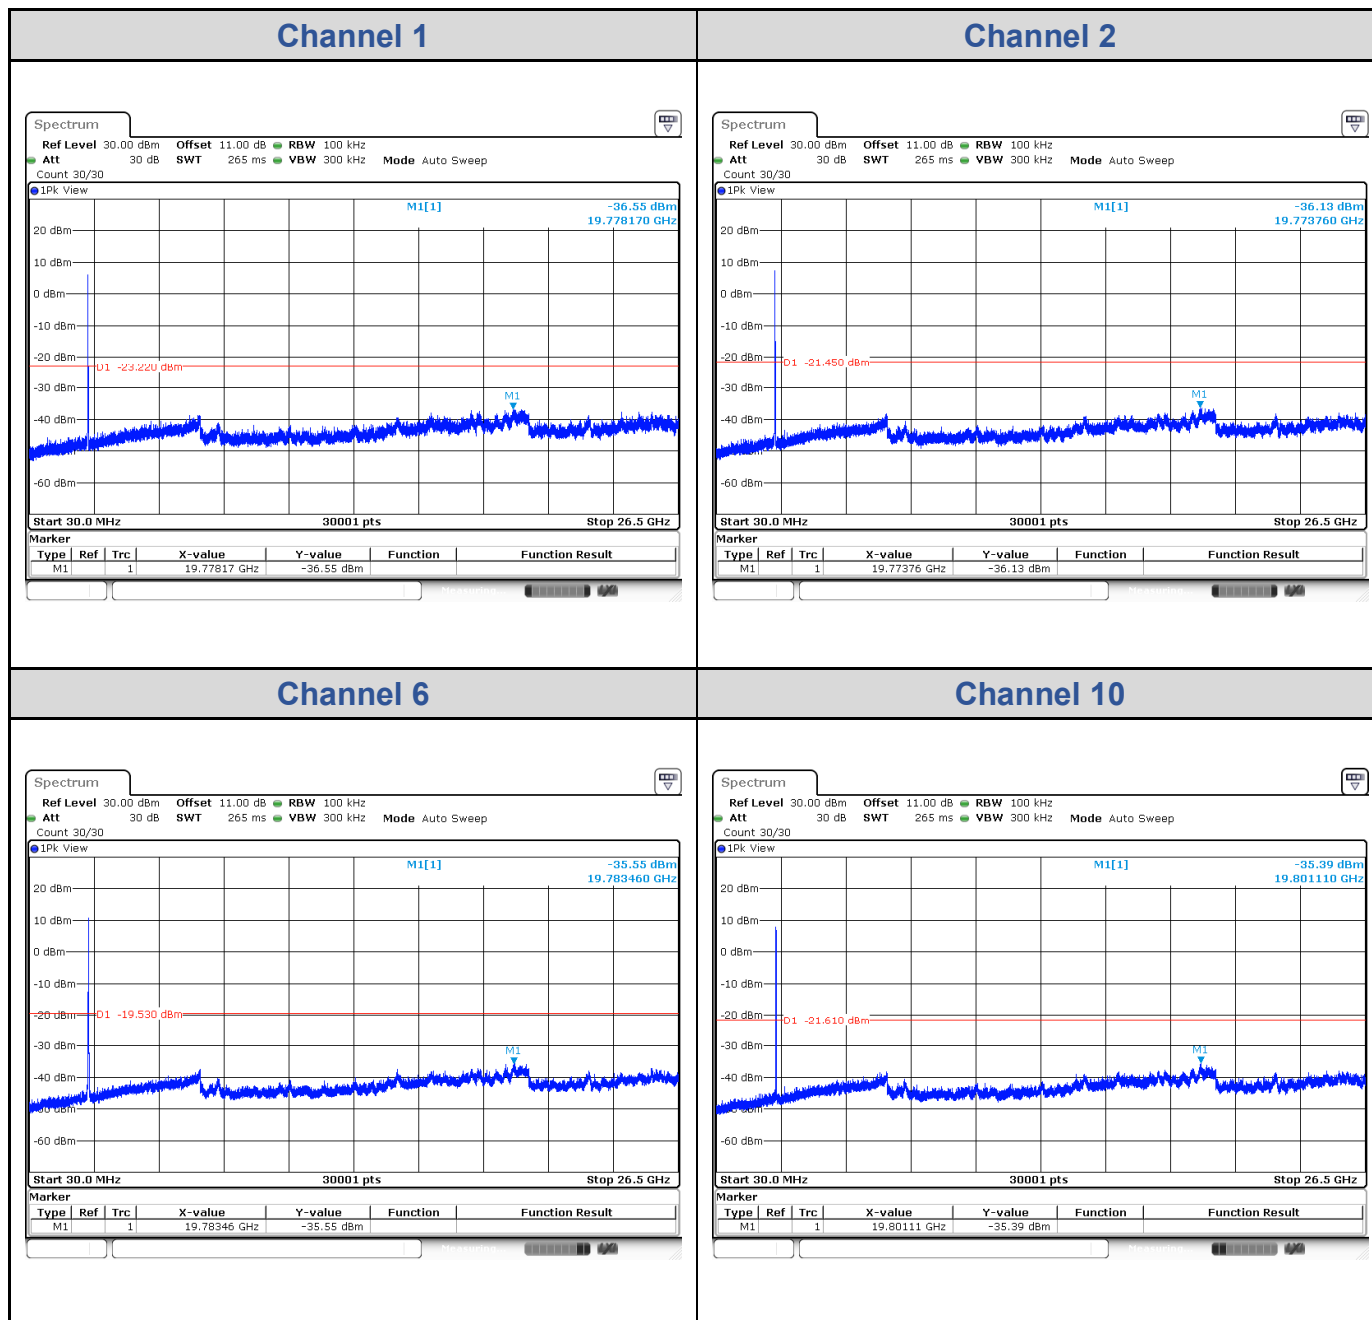 Channel 1
Spectrum
Ref Level 30.00 dBm Offset 11.00 dB RBW 100 kHz
Att 30 dB SWT 265 ms VBW 300 kHz Mode Auto Sweep
Count 30/30
1Pk View
M1[1] -36.55 dBm
19.778170 GHz
20 dBm
10 dBm
0 dBm
-10 dBm
-20 dBm
D1 -23.220 dBm
-30 dBm
M1
-40 dBm
-60 dBm
Start 30.0 MHz 30001 pts Stop 26.5 GHz
Marker
Type Ref Trc X-value Y-value Function Function Result
M1 1 19.77817 GHz -36.55 dBm
Measuring...
Channel 2
Spectrum
Ref Level 30.00 dBm Offset 11.00 dB RBW 100 kHz
Att 30 dB SWT 265 ms VBW 300 kHz Mode Auto Sweep
Count 30/30
1Pk View
M1[1] -36.13 dBm
19.773760 GHz
20 dBm
10 dBm
0 dBm
-10 dBm
-20 dBm
D1 -21.450 dBm
-30 dBm
M1
-40 dBm
-60 dBm
Start 30.0 MHz 30001 pts Stop 26.5 GHz
Marker
Type Ref Trc X-value Y-value Function Function Result
M1 1 19.77376 GHz -36.13 dBm
Measuring...
Channel 6
Spectrum
Ref Level 30.00 dBm Offset 11.00 dB RBW 100 kHz
Att 30 dB SWT 265 ms VBW 300 kHz Mode Auto Sweep
Count 30/30
1Pk View
M1[1] -35.55 dBm
19.783460 GHz
20 dBm
10 dBm
0 dBm
-10 dBm
-20 dBm
D1 -19.530 dBm
-30 dBm
M1
-40 dBm
-50 dBm
-60 dBm
Start 30.0 MHz 30001 pts Stop 26.5 GHz
Marker
Type Ref Trc X-value Y-value Function Function Result
M1 1 19.78346 GHz -35.55 dBm
Measuring...
Channel 10
Spectrum
Ref Level 30.00 dBm Offset 11.00 dB RBW 100 kHz
Att 30 dB SWT 265 ms VBW 300 kHz Mode Auto Sweep
Count 30/30
1Pk View
M1[1] -35.39 dBm
19.801110 GHz
20 dBm
10 dBm
0 dBm
-10 dBm
-20 dBm
D1 -21.610 dBm
-30 dBm
M1
-40 dBm
-50 dBm
-60 dBm
Start 30.0 MHz 30001 pts Stop 26.5 GHz
Marker
Type Ref Trc X-value Y-value Function Function Result
M1 1 19.80111 GHz -35.39 dBm
Measuring...